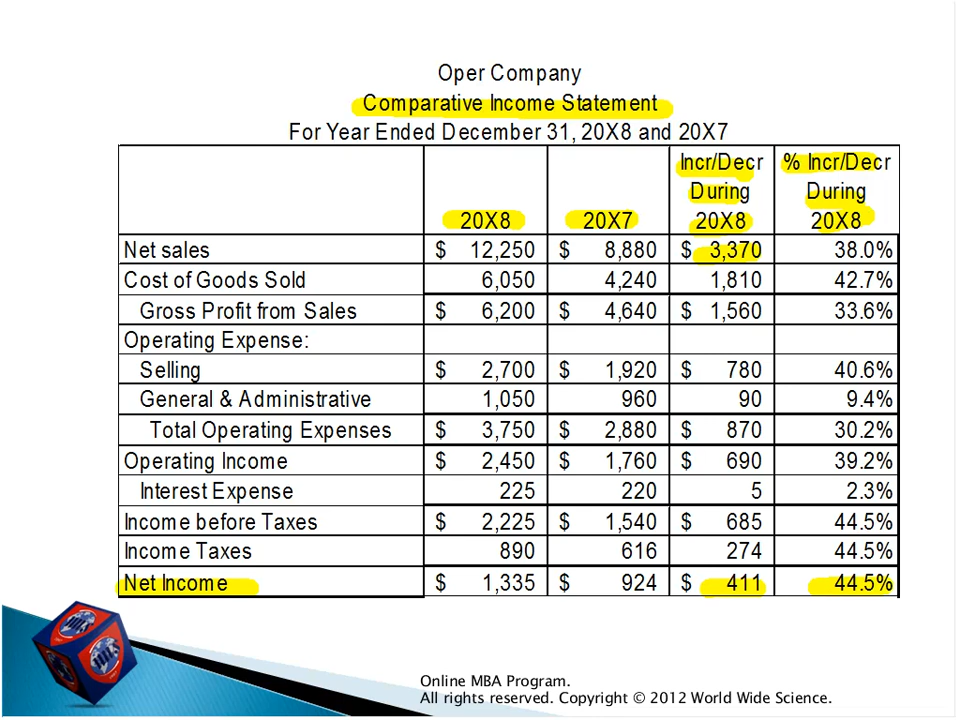 Oper Company
Comparative Income Statement
For Year Ended December 31, 20X8 and 20X7
Incr/Decr % Incr/Decr
During During
20X8 20X7 20X8 20X8
Net sales $ 12,250 $ 8,880 $ 3,370 38.0%
Cost of Goods Sold 6,050 4,240 1,810 42.7%
Gross Profit from Sales $ 6,200 $ 4,640 $ 1,560 33.6%
Operating Expense:
Selling $ 2,700 $ 1,920 $ 780 40.6%
General & Administrative 1,050 960 90 9.4%
Total Operating Expenses $ 3,750 $ 2,880 $ 870 30.2%
Operating Income $ 2,450 $ 1,760 $ 690 39.2%
Interest Expense 225 220 5 2.3%
Income before Taxes $ 2,225 $ 1,540 $ 685 44.5%
Income Taxes 890 616 274 44.5%
Net Income $ 1,335 $ 924 $ 411 44.5%
Online MBA Program.
All rights reserved. Copyright © 2012 World Wide Science.